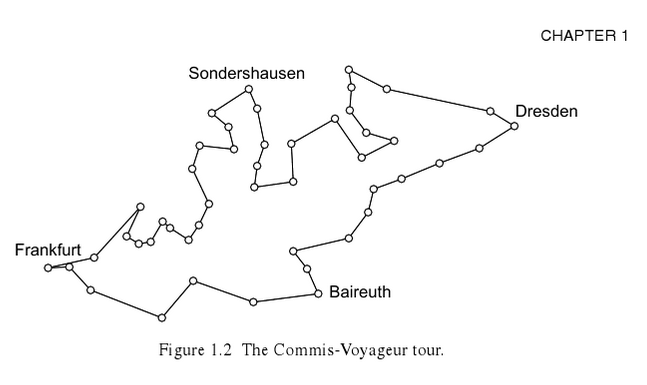 CHAPTER 1
Sondershausen
Dresden
Frankfurt
Baireuth
Figure 1.2 The Commis-Voyageur tour.